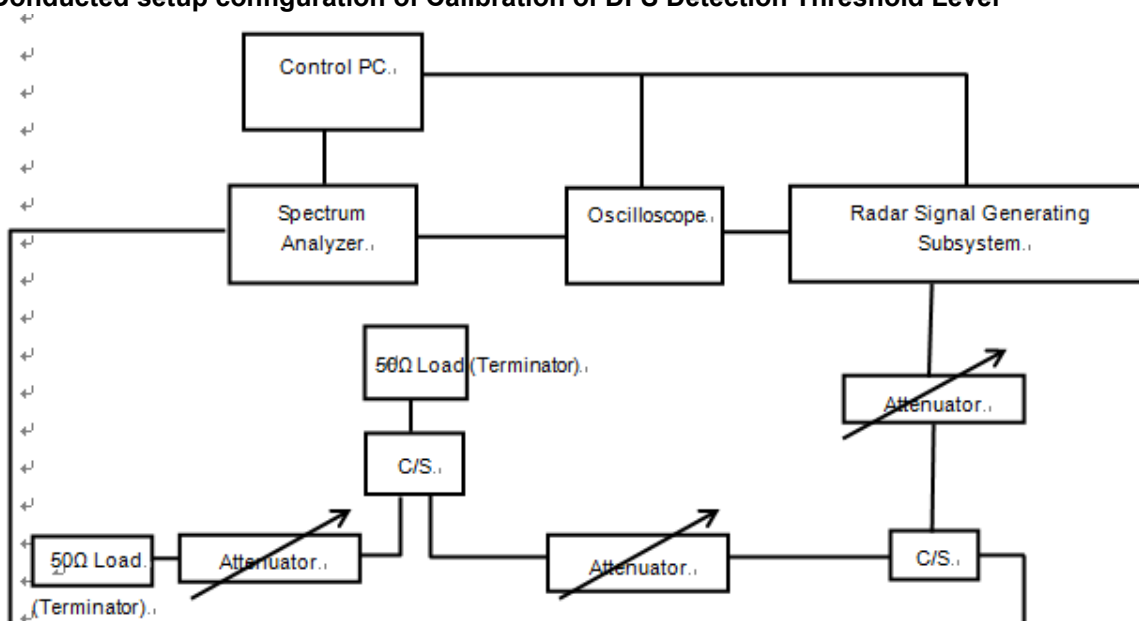 Conducted setup configuration of Calibration of DFS Detection Threshold Level
Control PC.
Spectrum
Analyzer.
Oscilloscope.
Radar Signal Generating
Subsystem.
50Ω Load (Terminator).
Attenuator.
C/S.
50Ω Load.
(Terminator).
Attenuator.
Attenuator.
C/S.